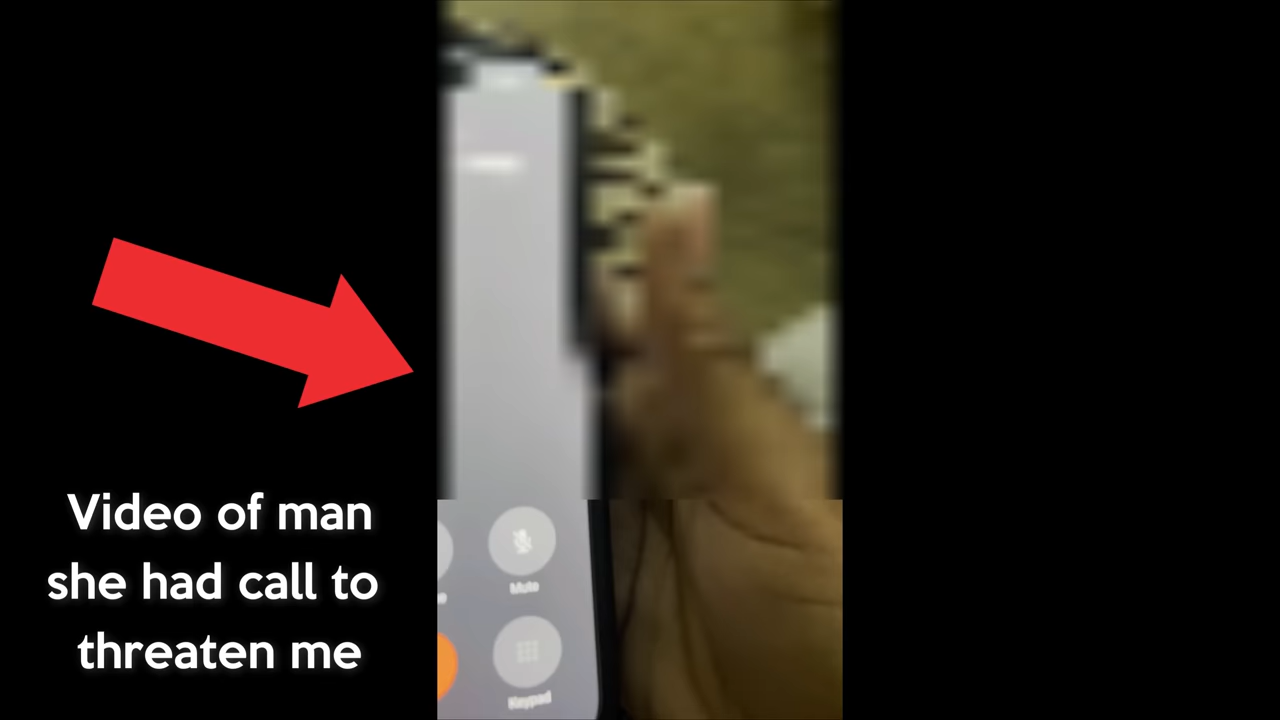 Video of man
she had call to
threaten me
Mute
Keypad